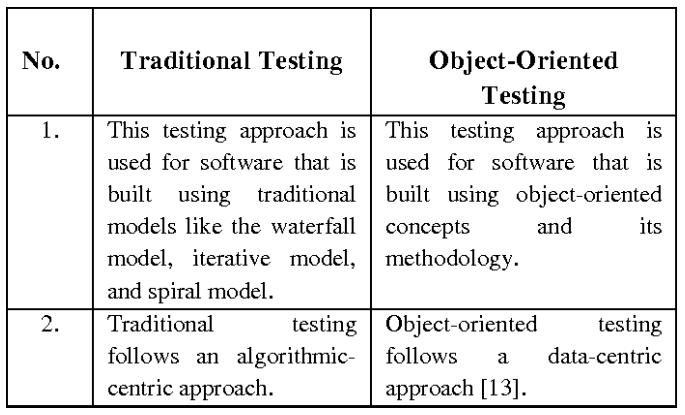 No. Traditional Testing Object-Oriented
Testing
1. This testing approach is
used for software that is
built using traditional
models like the waterfall
model, iterative model,
and spiral model.
This testing approach is
used for software that is
built using object-oriented
concepts and its
methodology.
2. Traditional testing
follows an algorithmic-
centric approach.
Object-oriented testing
follows a data-centric
approach [13].